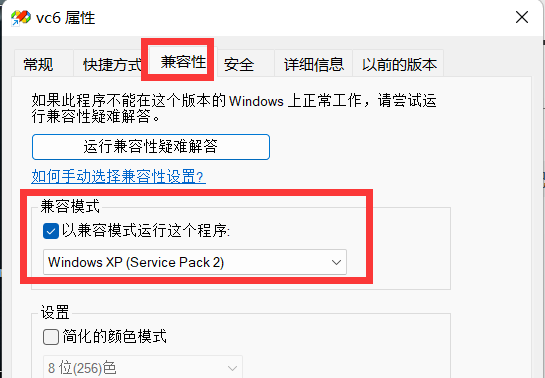 vc6 属性
常规 快捷方式 兼容性 安全 详细信息 以前的版本
如果此程序不能在这个版本的 Windows 上正常工作，请尝试运
行兼容性疑难解答。
运行兼容性疑难解答
如何手动选择兼容性设置?
兼容模式
以兼容模式运行这个程序:
Windows XP (Service Pack 2)
设置
简化的颜色模式
8 位(256)色